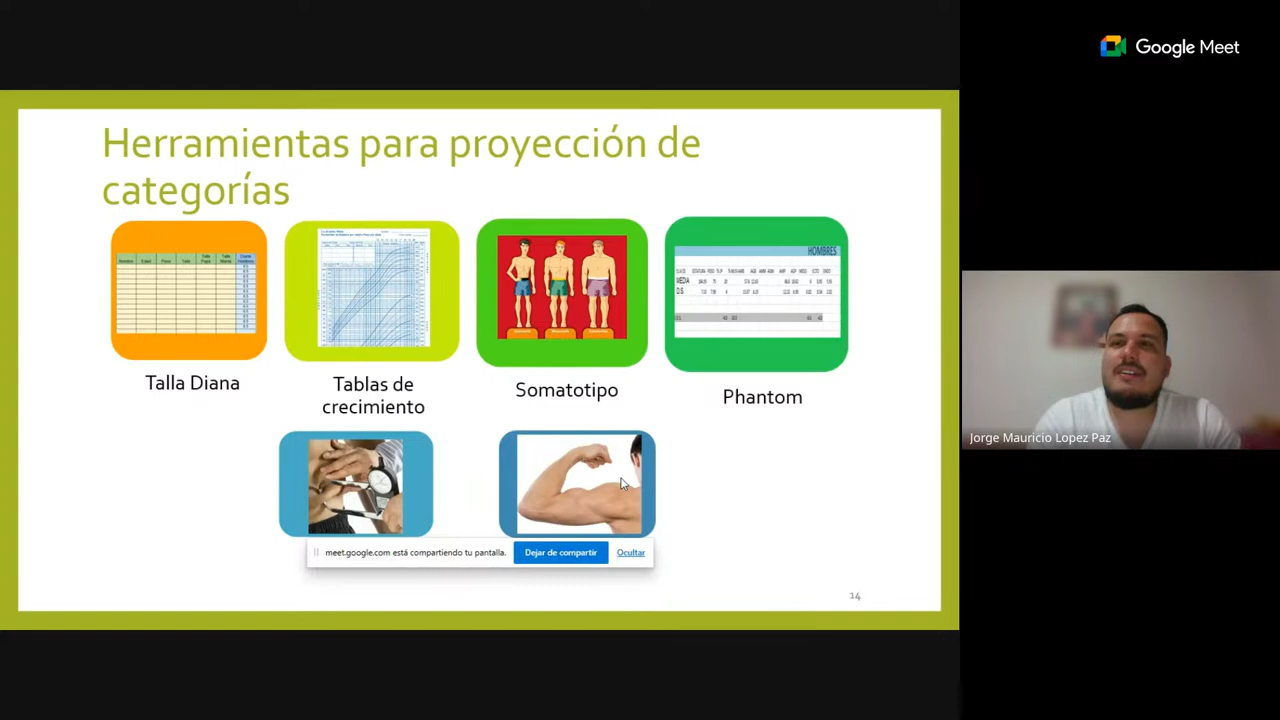 Google Meet
Herramientas para proyección de
categorías
HOMBRES
MEDIA
D.S.
Talla Diana
Tablas de
crecimiento
Somatotipo
Phantom
meet.google.com está compartiendo tu pantalla.
Dejar de compartir
Ocultar
14
Jorge Mauricio Lopez Paz